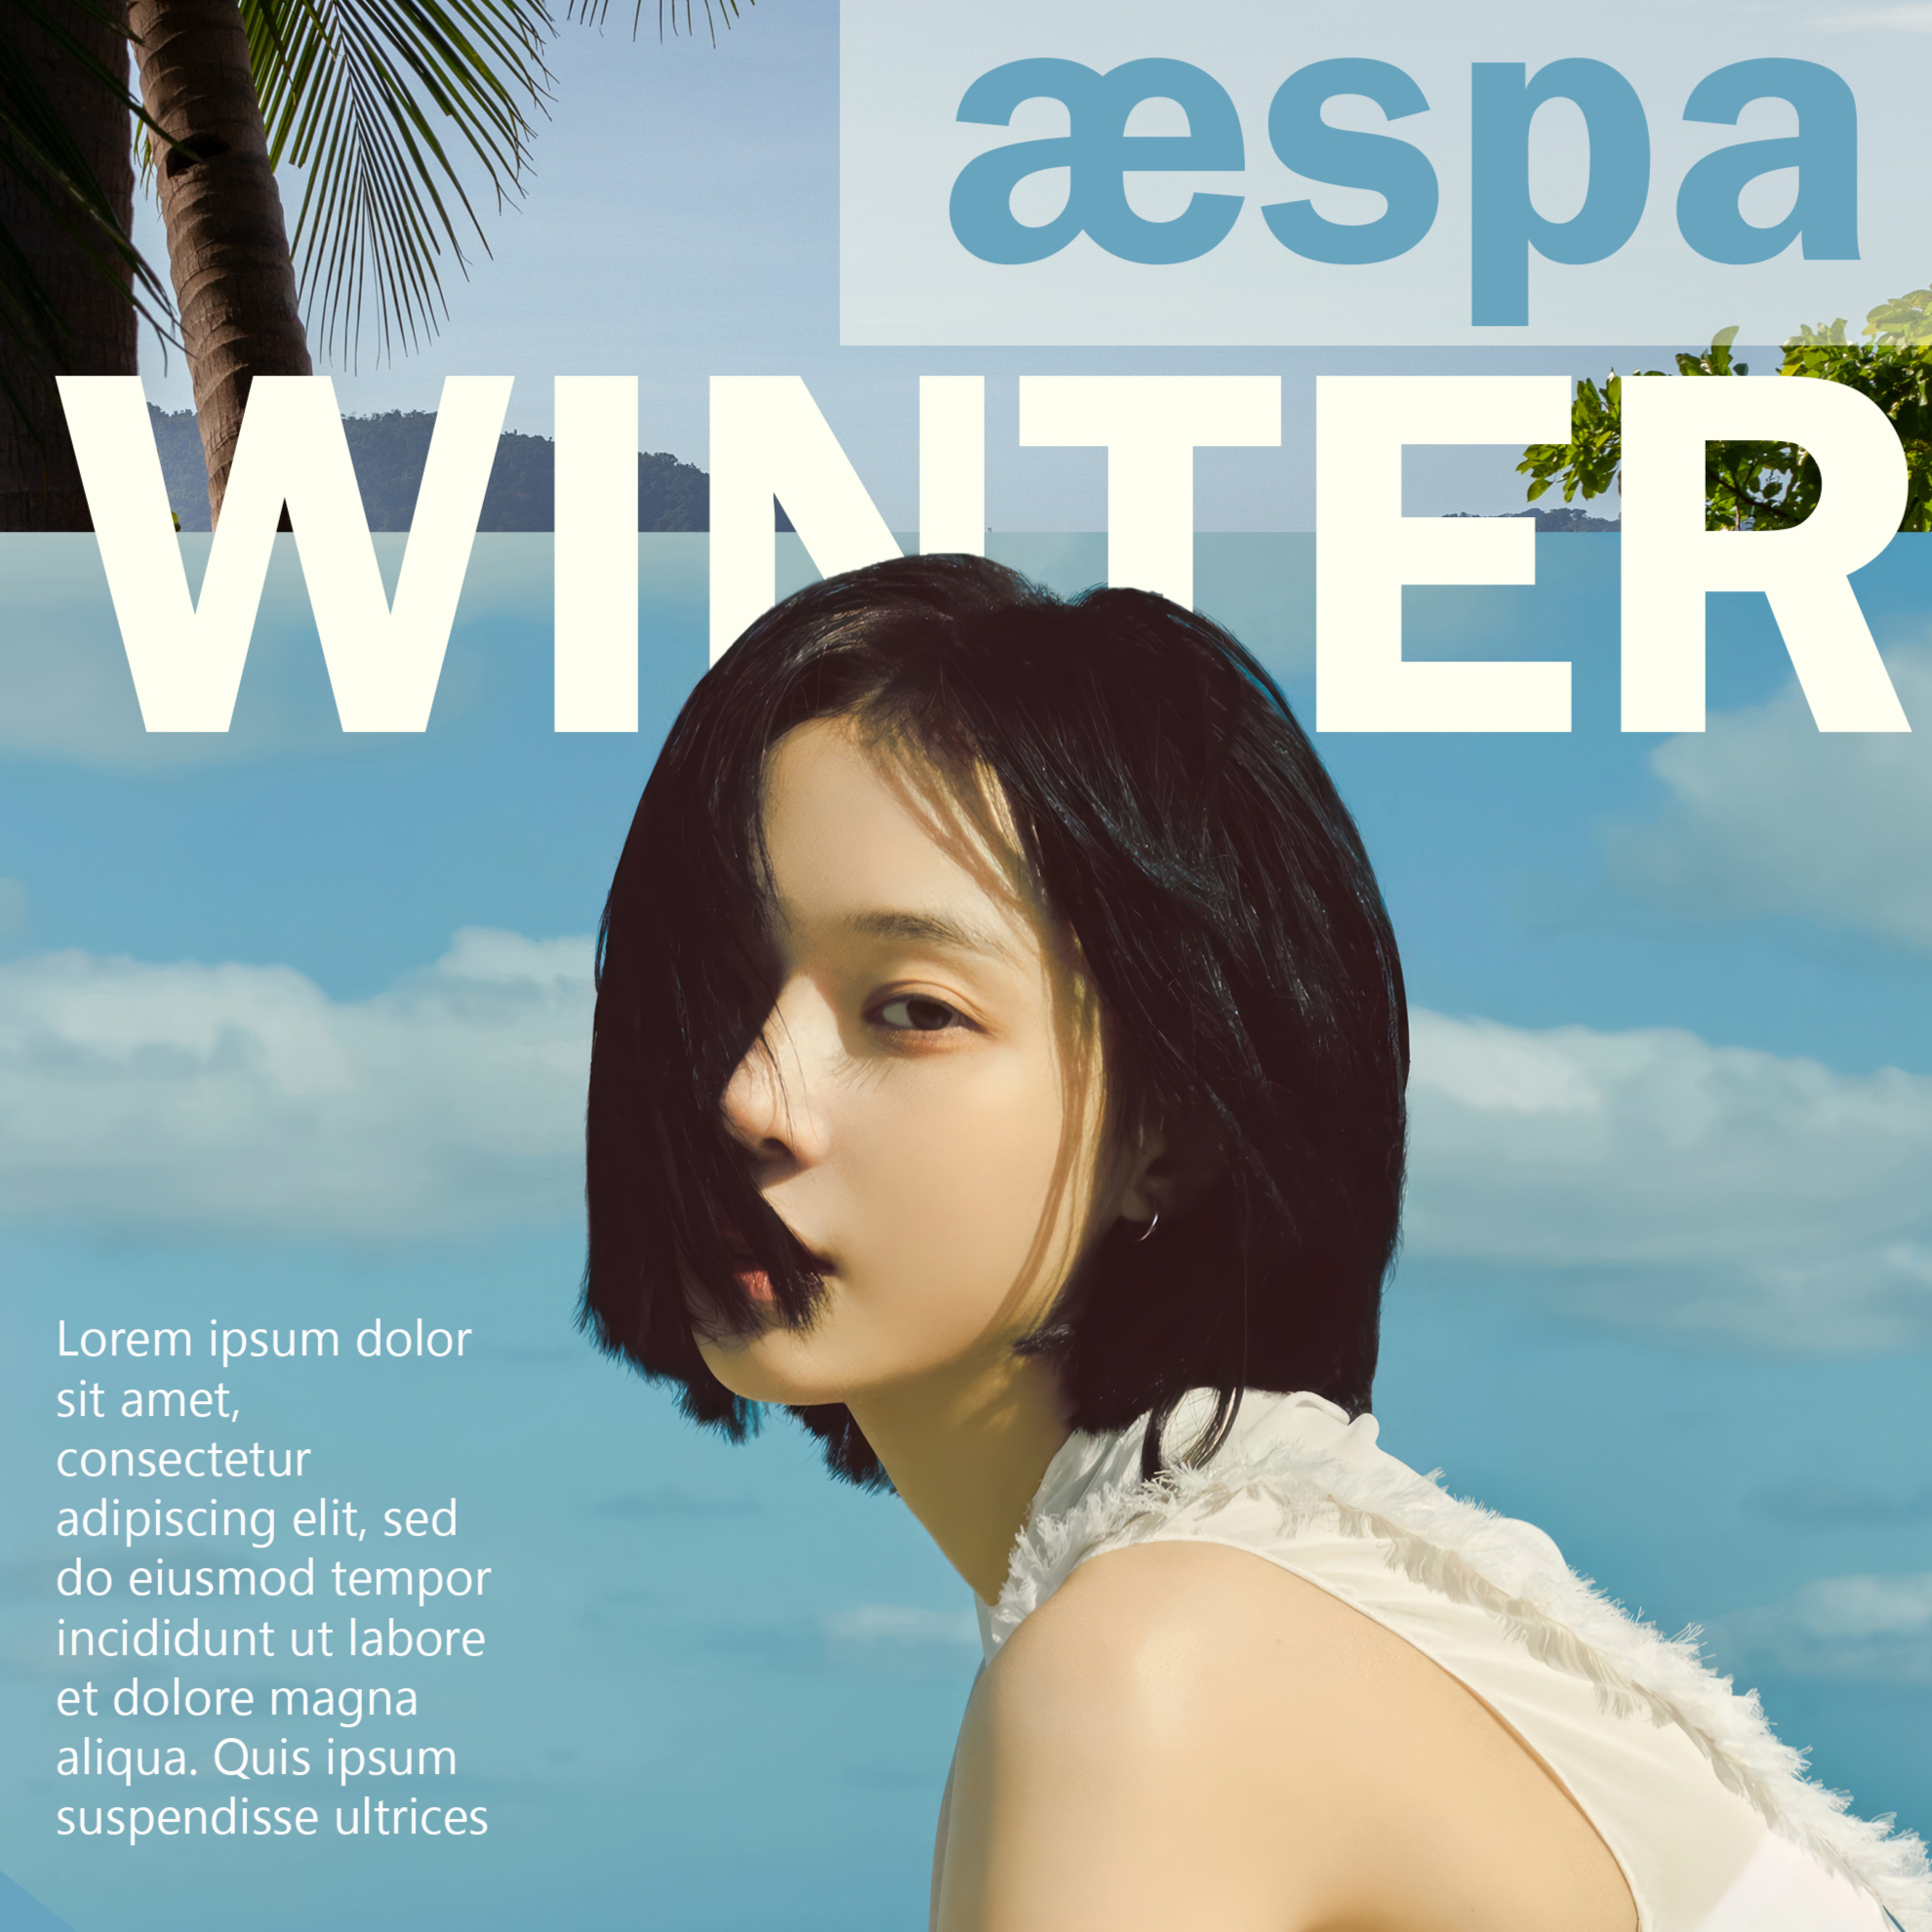 æspa
WINTER
Lorem ipsum dolor
sit amet,
consectetur
adipiscing elit, sed
do eiusmod tempor
incididunt ut labore
et dolore magna
aliqua. Quis ipsum
suspendisse ultrices